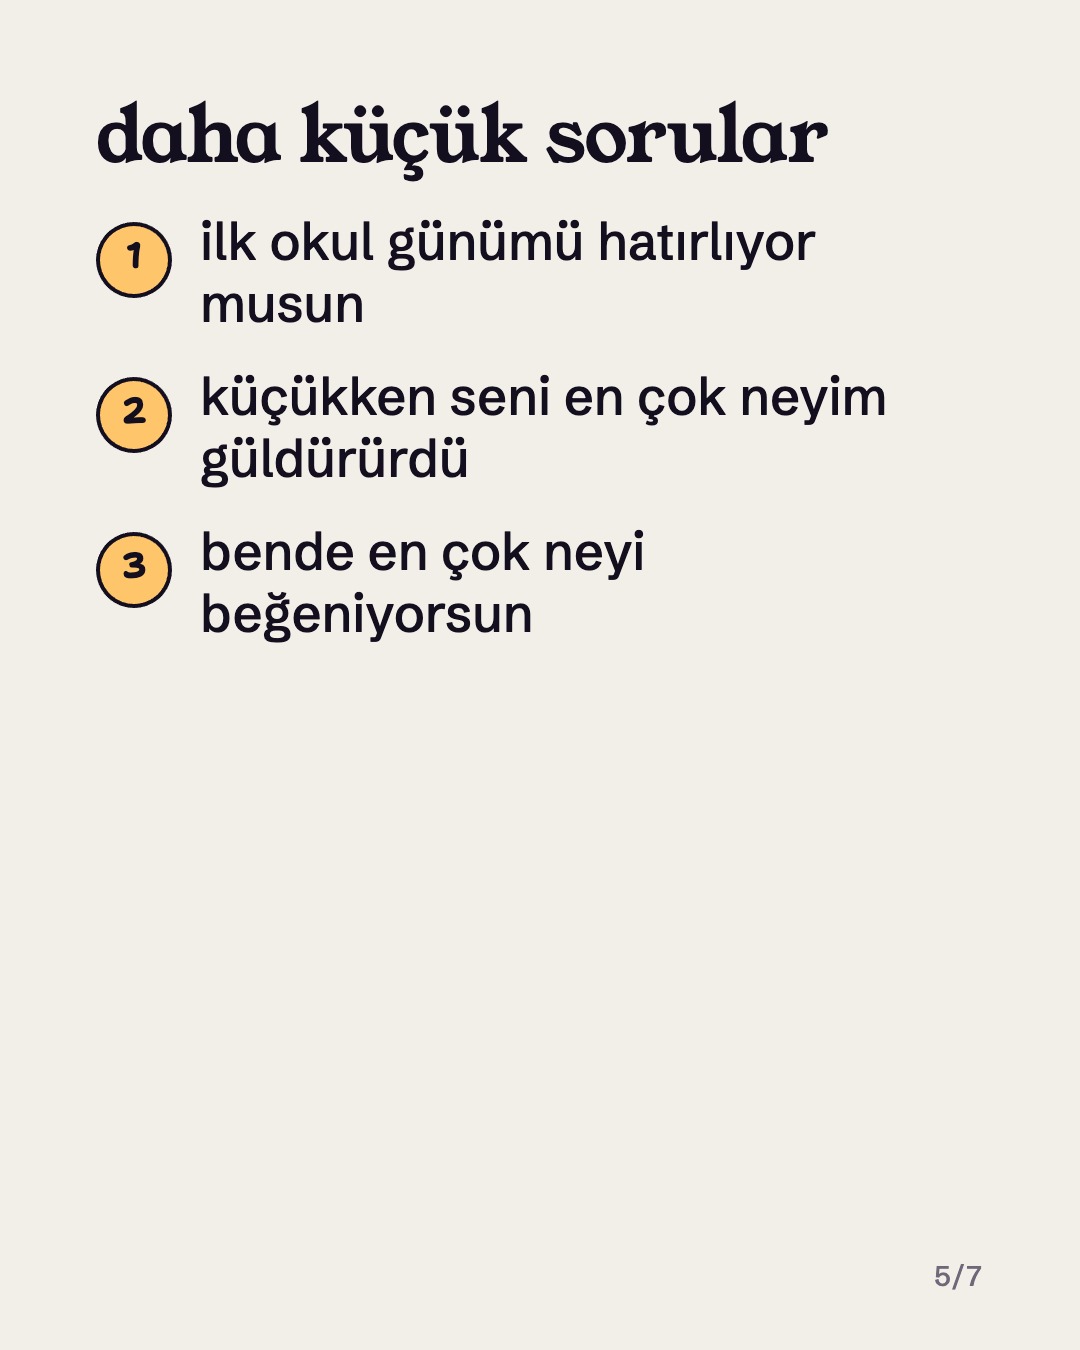 daha küçük sorular
1 ilk okul günümü hatırlıyor
musun
2 küçükken seni en çok neyim
güldürürdü
3 bende en çok neyi
beğeniyorsun
5/7